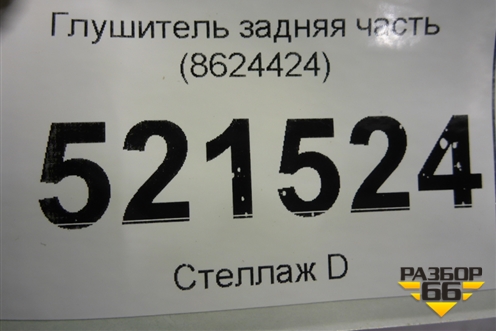 Глушитель задняя часть
(8624424)
521524
Стеллаж D
РАЗБОР
66